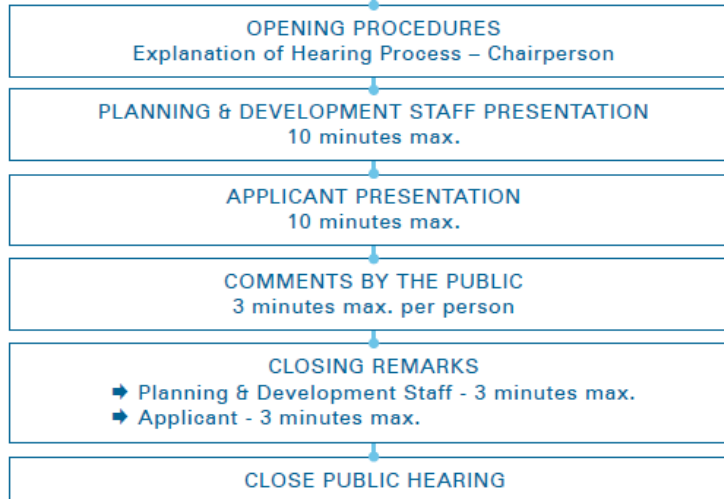 OPENING PROCEDURES
Explanation of Hearing Process – Chairperson
PLANNING & DEVELOPMENT STAFF PRESENTATION
10 minutes max.
APPLICANT PRESENTATION
10 minutes max.
COMMENTS BY THE PUBLIC
3 minutes max. per person
CLOSING REMARKS
➡ Planning & Development Staff - 3 minutes max.
➡ Applicant - 3 minutes max.
CLOSE PUBLIC HEARING